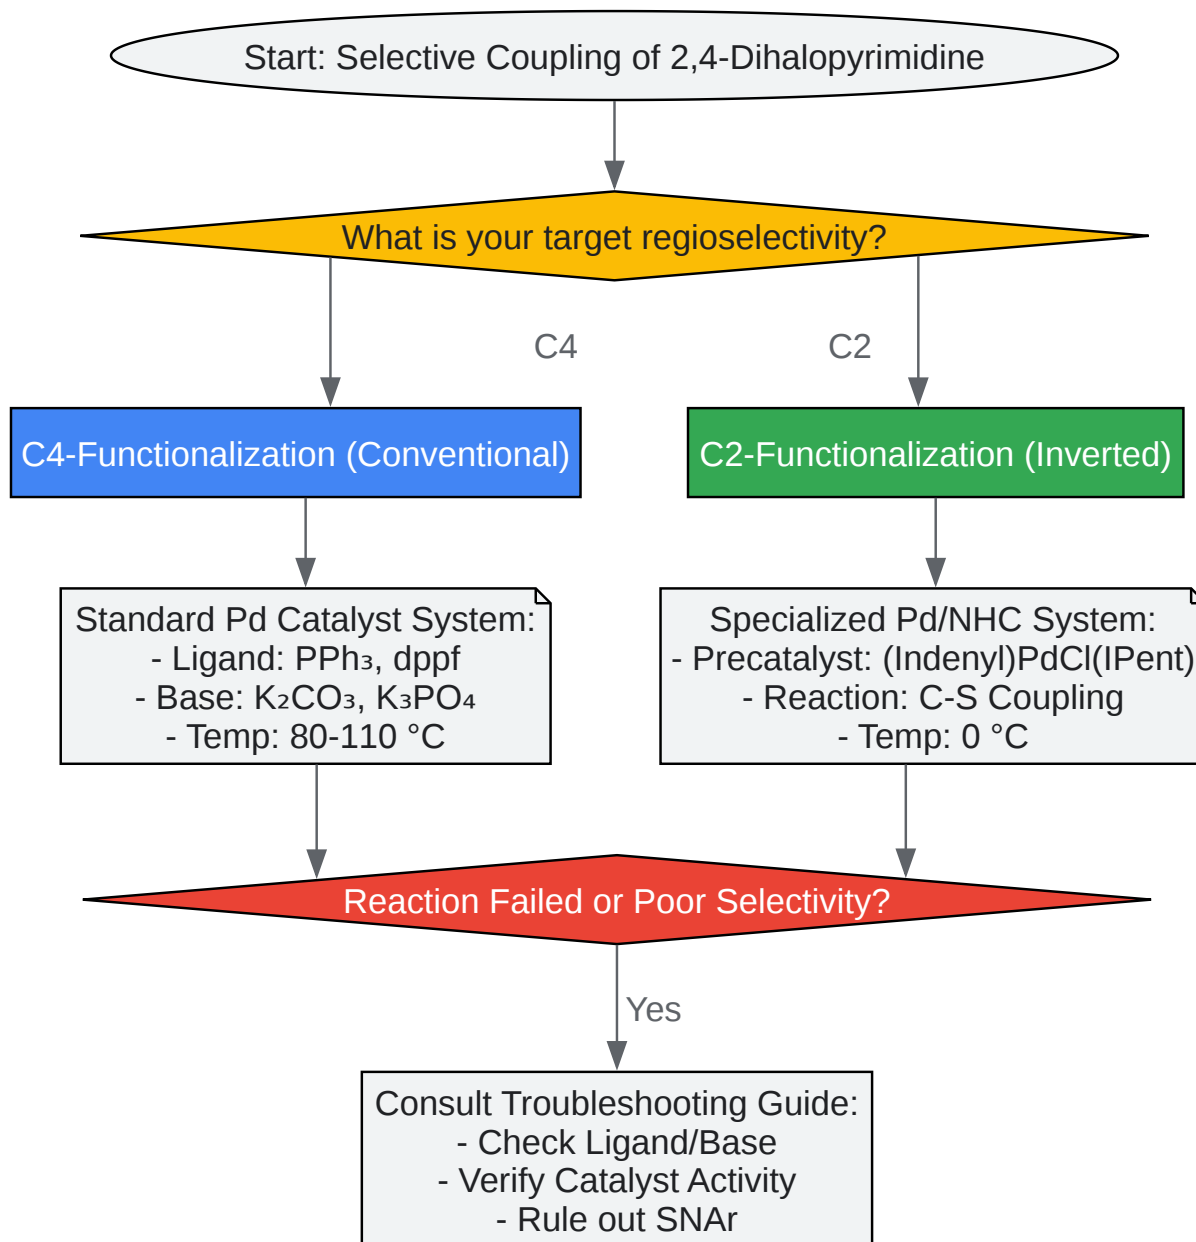 Start: Selective Coupling of 2,4-Dihalopyrimidine
What is your target regioselectivity?
C4
C2
C4-Functionalization (Conventional)
C2-Functionalization (Inverted)
Standard Pd Catalyst System:
- Ligand: PPh₃, dppf
- Base: K₂CO₃, K₃PO₄
- Temp: 80-110 °C
Specialized Pd/NHC System:
- Precatalyst: (Indenyl)PdCl(IPent)
- Reaction: C-S Coupling
- Temp: 0 °C
Reaction Failed or Poor Selectivity?
Yes
Consult Troubleshooting Guide:
- Check Ligand/Base
- Verify Catalyst Activity
- Rule out SNAr